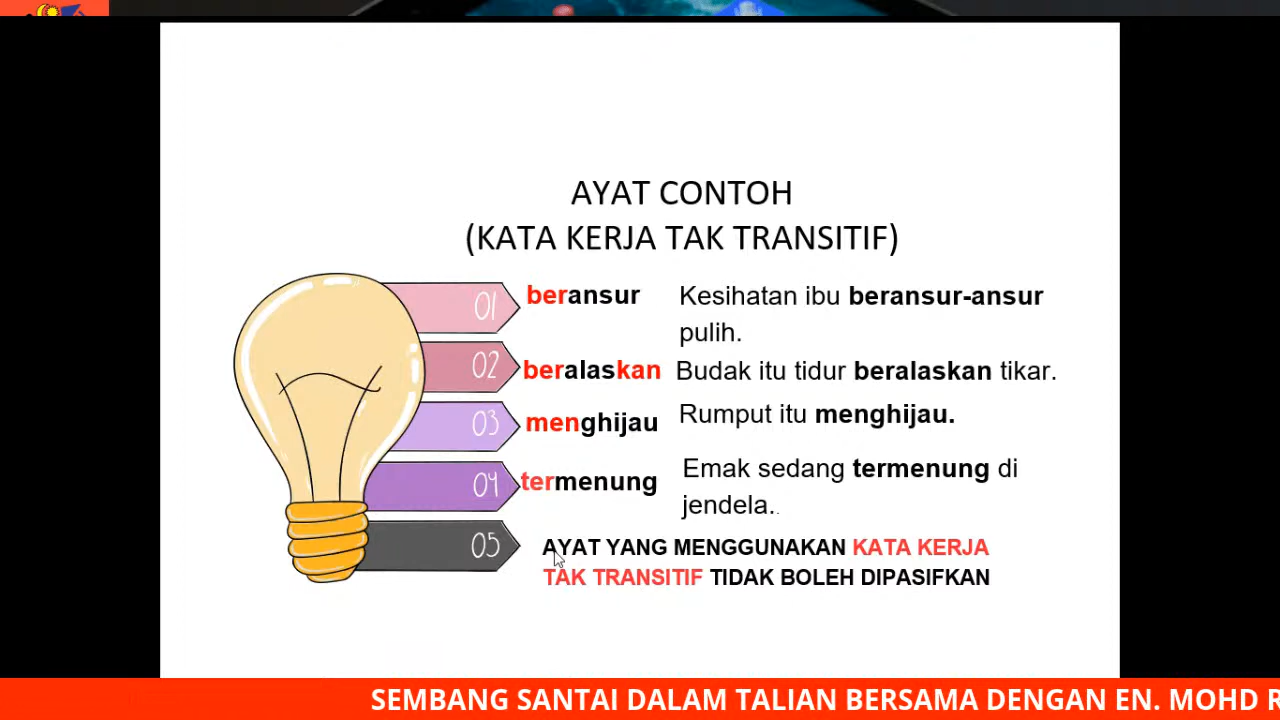 AYAT CONTOH
(KATA KERJA TAK TRANSITIF)
01 beransur Kesihatan ibu beransur-ansur
pulih.
02 beralaskan Budak itu tidur beralaskan tikar.
03 menghijau Rumput itu menghijau.
04 termenung Emak sedang termenung di
jendela..
05 AYAT YANG MENGGUNAKAN KATA KERJA
TAK TRANSITIF TIDAK BOLEH DIPASIFKAN
SEMBANG SANTAI DALAM TALIAN BERSAMA DENGAN EN. MOHD R